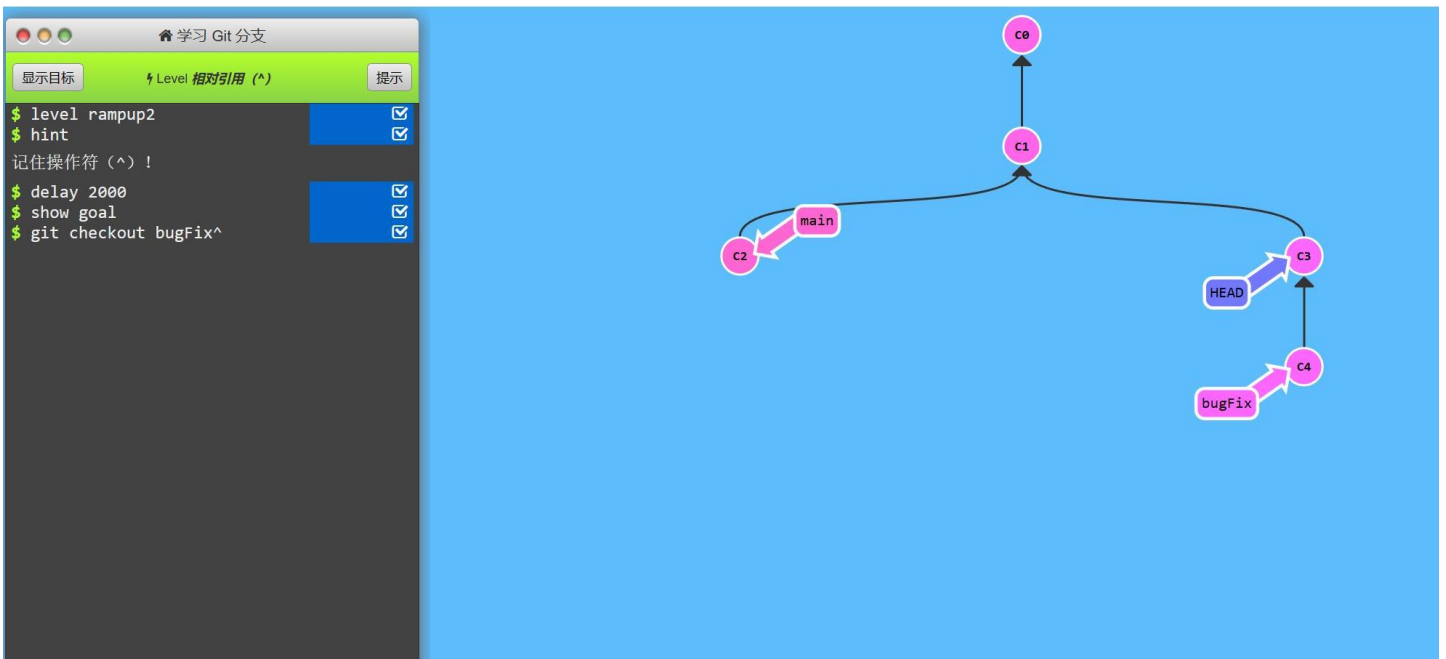 学习 Git 分支
显示目标
Level 相对引用（^）
提示
$ level rampup2
$ hint
记住操作符（^）!
$ delay 2000
$ show goal
$ git checkout bugFix^
C0
C1
main
C2
C3
HEAD
C4
bugFix